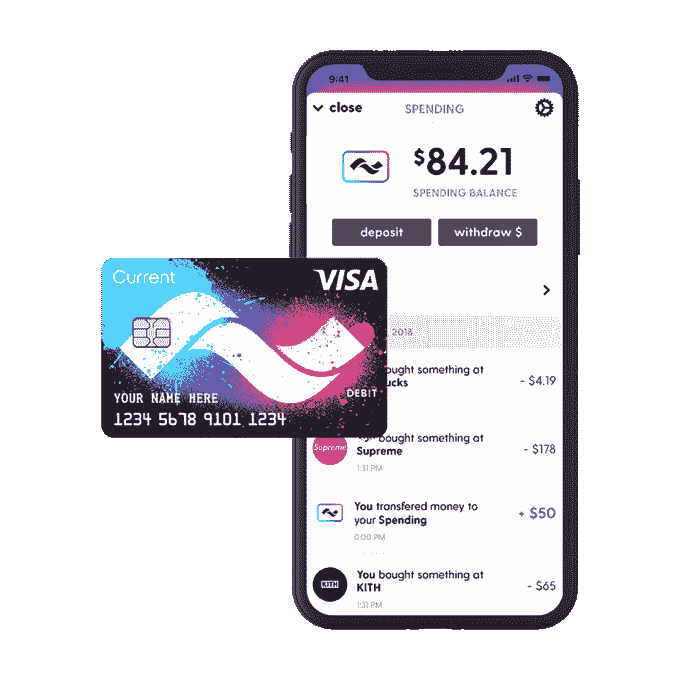 9:41
close
SPENDING
$84.21
SPENDING BALANCE
deposit
withdraw $
Current
VISA
2018
bought something at
ucks
- $4.19
YOUR NAME HERE
DEBIT
1234 5678 9101 1234
bought something at
Supreme
Supreme
- $178
1:31 PM
You transfered money to
your Spending
+ $50
0:00 PM
You bought something at
KITH
KITH
- $65
1:31 PM